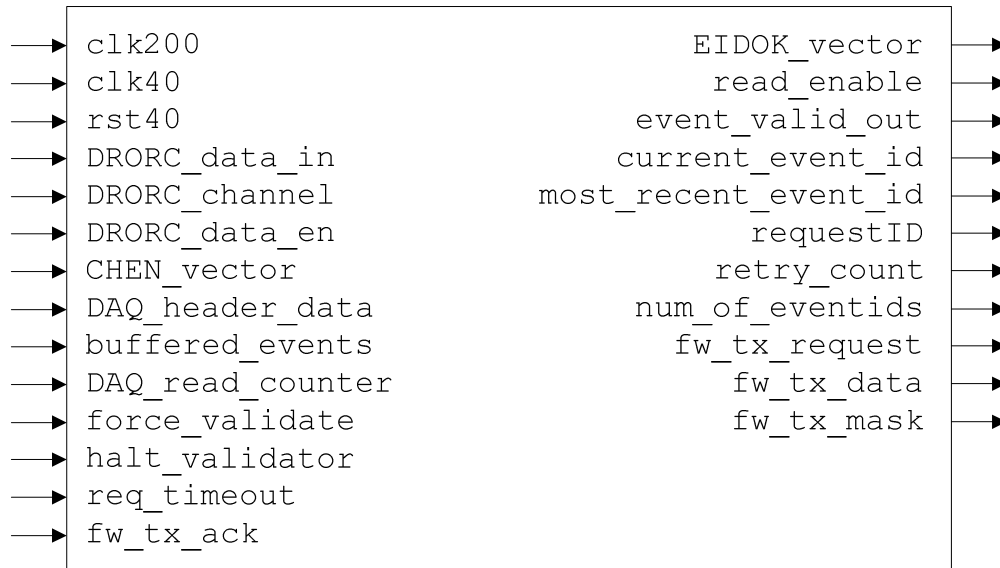 clk200 EIDOK_vector
clk40 read_enable
rst40 event_valid_out
DRORC_data_in current_event_id
DRORC_channel most_recent_event_id
DRORC_data_en requestID
CHEN_vector retry_count
DAQ_header_data num_of_eventids
buffered_events fw_tx_request
DAQ_read_counter fw_tx_data
force_validate fw_tx_mask
halt_validator
req_timeout
fw_tx_ack